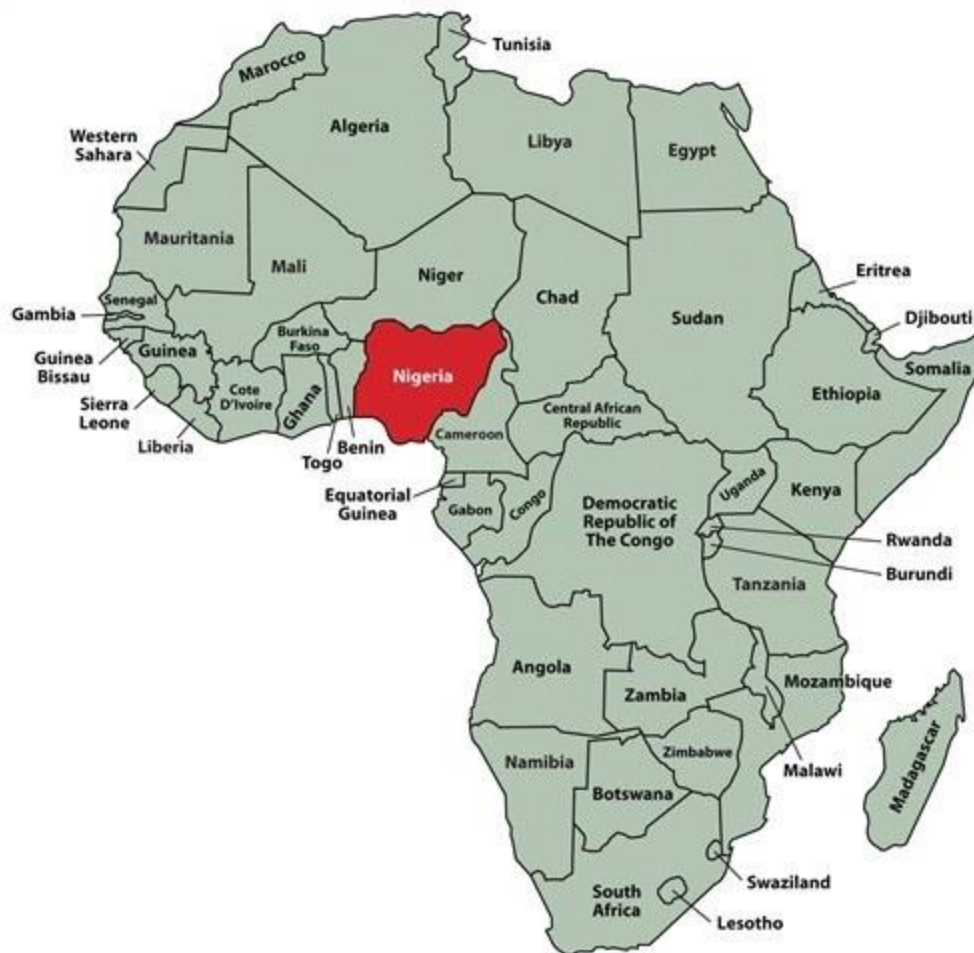 Tunisia
Marocco
Algeria
Libya
Egypt
Western
Sahara
Mauritania
Mali
Niger
Chad
Sudan
Eritrea
Djibouti
Somalia
Ethiopia
Senegal
Gambia
Guinea
Bissau
Guinea
Sierra
Leone
Liberia
Cote
D'Ivoire
Burkina
Faso
Ghana
Togo
Benin
Nigeria
Cameroon
Central African
Republic
Equatorial
Guinea
Gabon
Congo
Democratic
Republic of
The Congo
Uganda
Kenya
Rwanda
Burundi
Tanzania
Angola
Zambia
Mozambique
Malawi
Madagascar
Namibia
Zimbabwe
Botswana
Swaziland
South
Africa
Lesotho